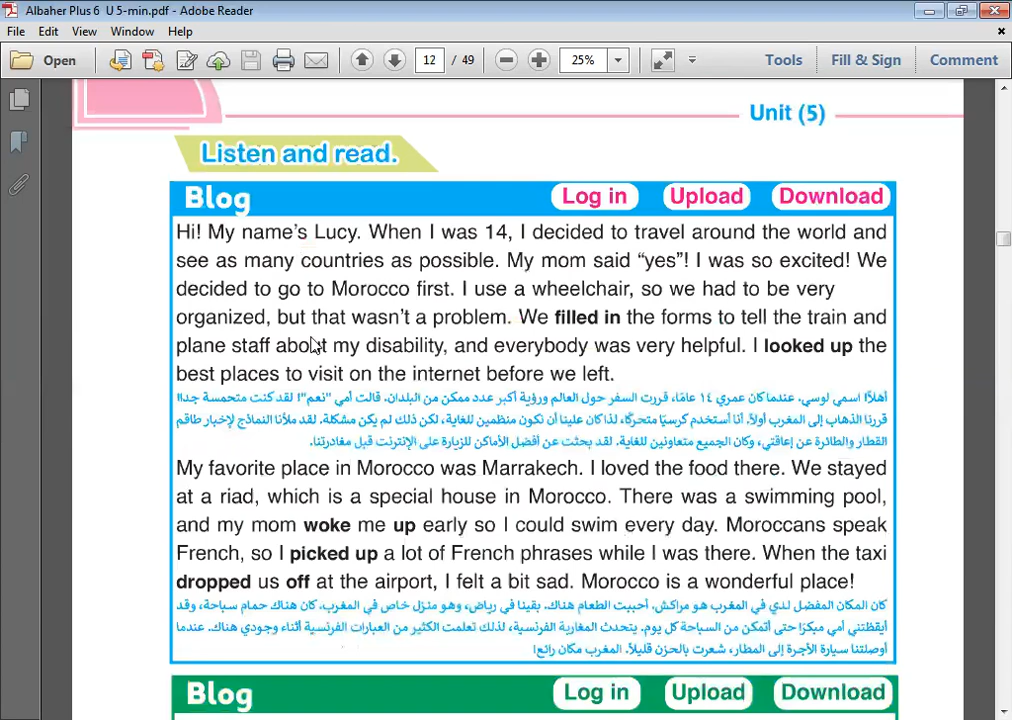 Albaher Plus 6 U 5-min.pdf - Adobe Reader
File Edit View Window Help
Open 12 / 49 25% Tools Fill & Sign Comment
Unit (5)
Listen and read.
Blog Log in Upload Download
Hi! My name's Lucy. When I was 14, I decided to travel around the world and
see as many countries as possible. My mom said “yes”! I was so excited! We
decided to go to Morocco first. I use a wheelchair, so we had to be very
organized, but that wasn't a problem. We filled in the forms to tell the train and
plane staff about my disability, and everybody was very helpful. I looked up the
best places to visit on the internet before we left.
أهلًا! اسمي لوسي. عندما كان عمري ١٤ عامًا، قررت السفر حول العالم ورؤية أكبر عدد ممكن من البلدان. قالت أمي "نعم"! لقد كنت متحمسة جدا!
قررنا الذهاب إلى المغرب أولًا. أنا أستخدم كرسيًا متحركًا، لذا كان علينا أن نكون منظمين للغاية، لكن ذلك لم يكن مشكلة. لقد ملأنا النماذج لإخبار طاقم
القطار والطائرة عن إعاقتي، وكان الجميع متعاونين للغاية. لقد بحثت عن أفضل الأماكن للزيارة على الإنترنت قبل مغادرتنا.
My favorite place in Morocco was Marrakech. I loved the food there. We stayed
at a riad, which is a special house in Morocco. There was a swimming pool,
and my mom woke me up early so I could swim every day. Moroccans speak
French, so I picked up a lot of French phrases while I was there. When the taxi
dropped us off at the airport, I felt a bit sad. Morocco is a wonderful place!
كان المكان المفضل لدي في المغرب هو مراكش. أحببت الطعام هناك. بقينا في رياض، وهو منزل خاص في المغرب. كان هناك حمام سباحة، وقد
أيقظتني أمي مبكرًا حتى أتمكن من السباحة كل يوم. يتحدث المغاربة الفرنسية، لذلك تعلمت الكثير من العبارات الفرنسية أثناء وجودي هناك. عندما
أوصلتنا سيارة الأجرة إلى المطار، شعرت بالحزن قليلًا. المغرب مكان رائع!
Blog Log in Upload Download